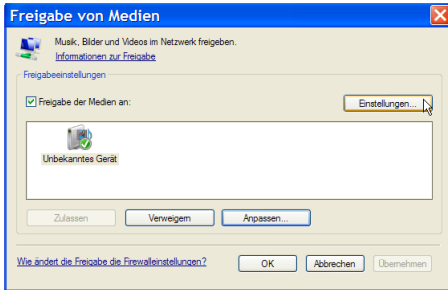 Freigabe von Medien
Musik, Bilder und Videos im Netzwerk freigeben.
Informationen zur Freigabe
Freigabeeinstellungen
Freigabe der Medien an:
Einstellungen...
Unbekanntes Gerät
Zulassen
Verweigern
Anpassen...
Wie ändert die Freigabe die Firewalleinstellungen?
OK
Abbrechen
Übernehmen